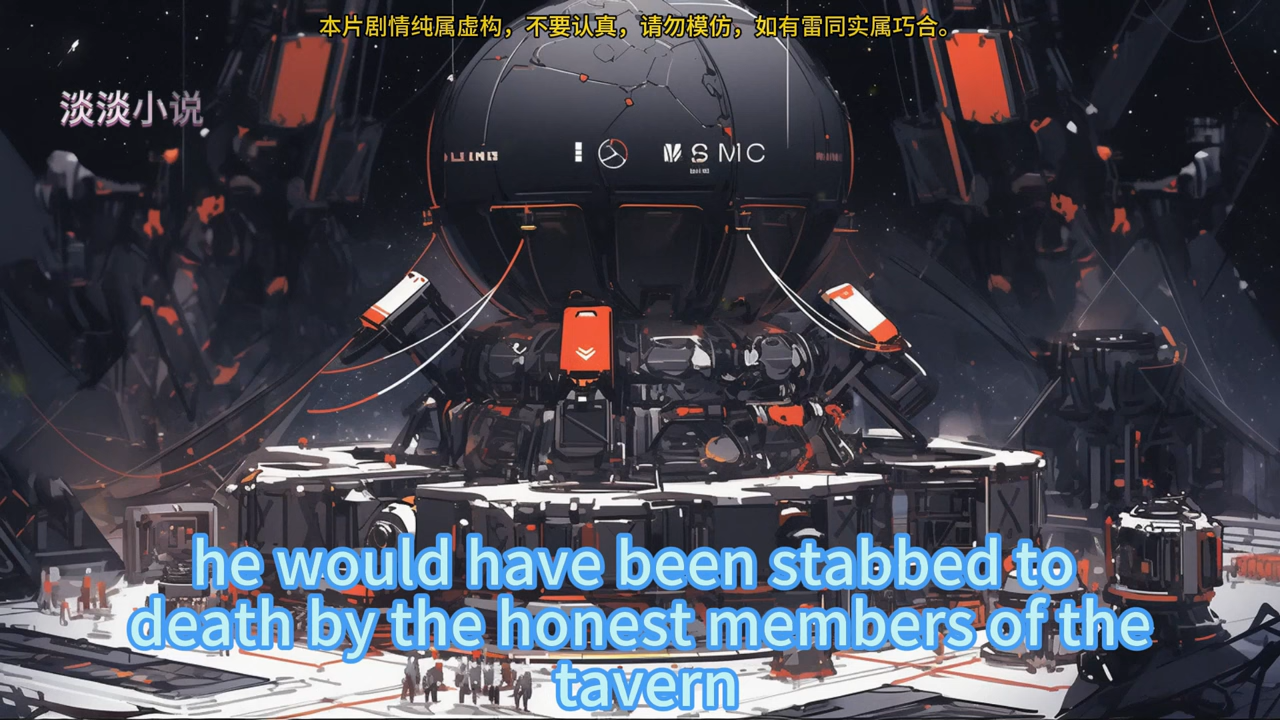 本片剧情纯属虚构，不要认真，请勿模仿，如有雷同实属巧合。
淡淡小说
SMC
he would have been stabbed to
death by the honest members of the
tavern